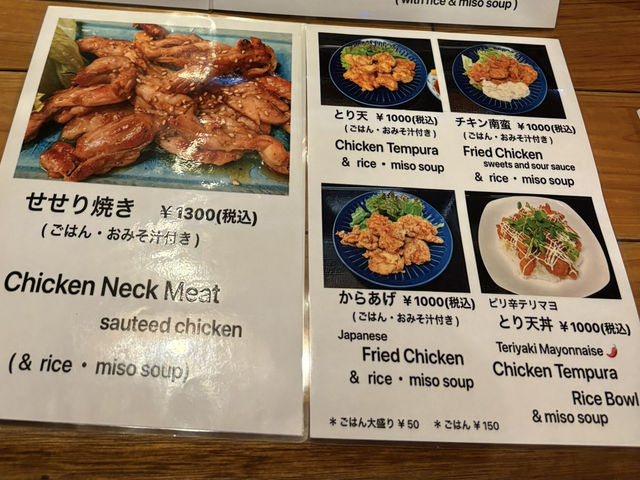 (with rice & miso soup)
せせり焼き ￥1300(税込)
(ごはん・おみそ汁付き)
Chicken Neck Meat
sauteed chicken
(& rice・miso soup)
とり天 ￥1000(税込)
(ごはん・おみそ汁付き)
Chicken Tempura
& rice・miso soup
チキン南蛮 ￥1000(税込)
(ごはん・おみそ汁付き)
Fried Chicken
sweets and sour sauce
& rice・miso soup
からあげ ￥1000(税込)
(ごはん・おみそ汁付き)
Japanese
Fried Chicken
& rice・miso soup
ピリ辛テリマヨ
とり天丼 ￥1000(税込)
Teriyaki Mayonnaise🌶
Chicken Tempura
Rice Bowl
& miso soup
＊ごはん大盛り￥50 ＊ごはん￥150